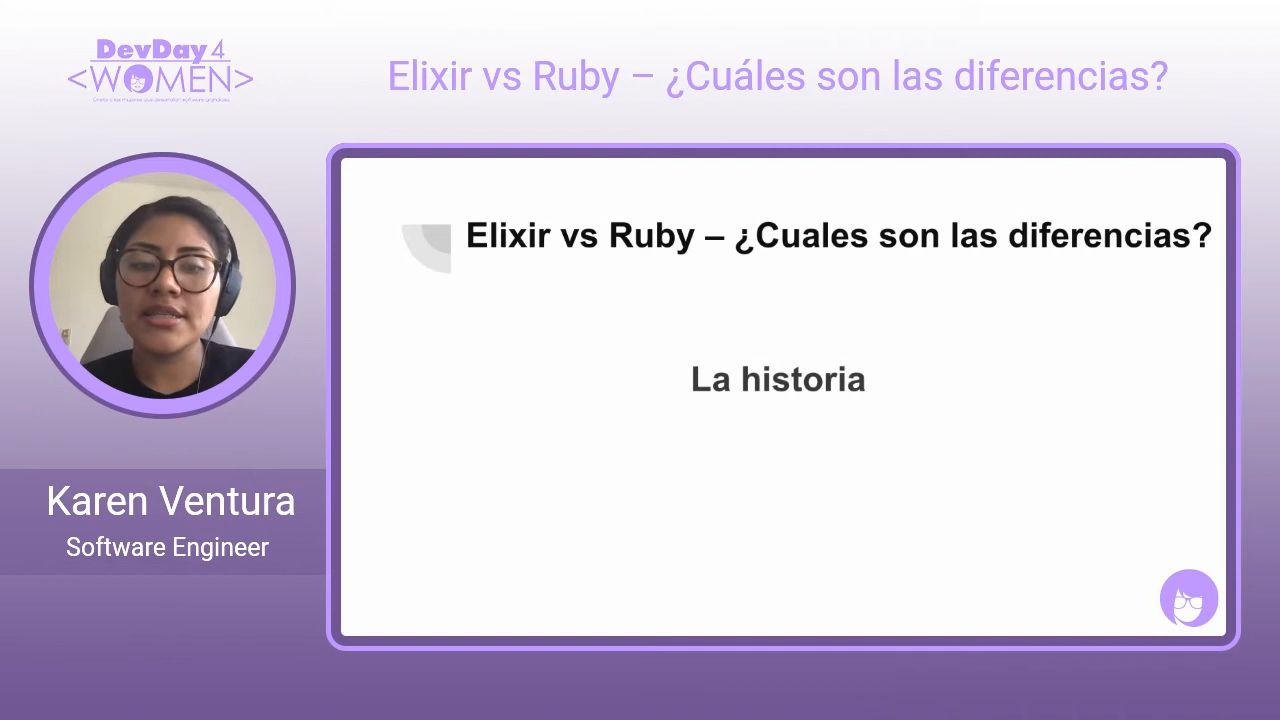 DevDay 4
<WOMEN>
Elixir vs Ruby – ¿Cuáles son las diferencias?
Elixir vs Ruby – ¿Cuales son las diferencias?
La historia
Karen Ventura
Software Engineer